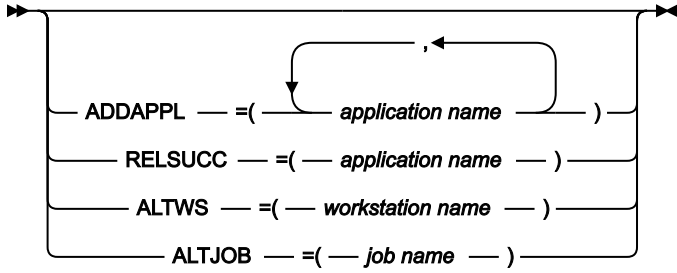 ,
ADDAPPL =( application name )
RELSUCC =( application name )
ALTWS =( workstation name )
ALTJOB =( job name )